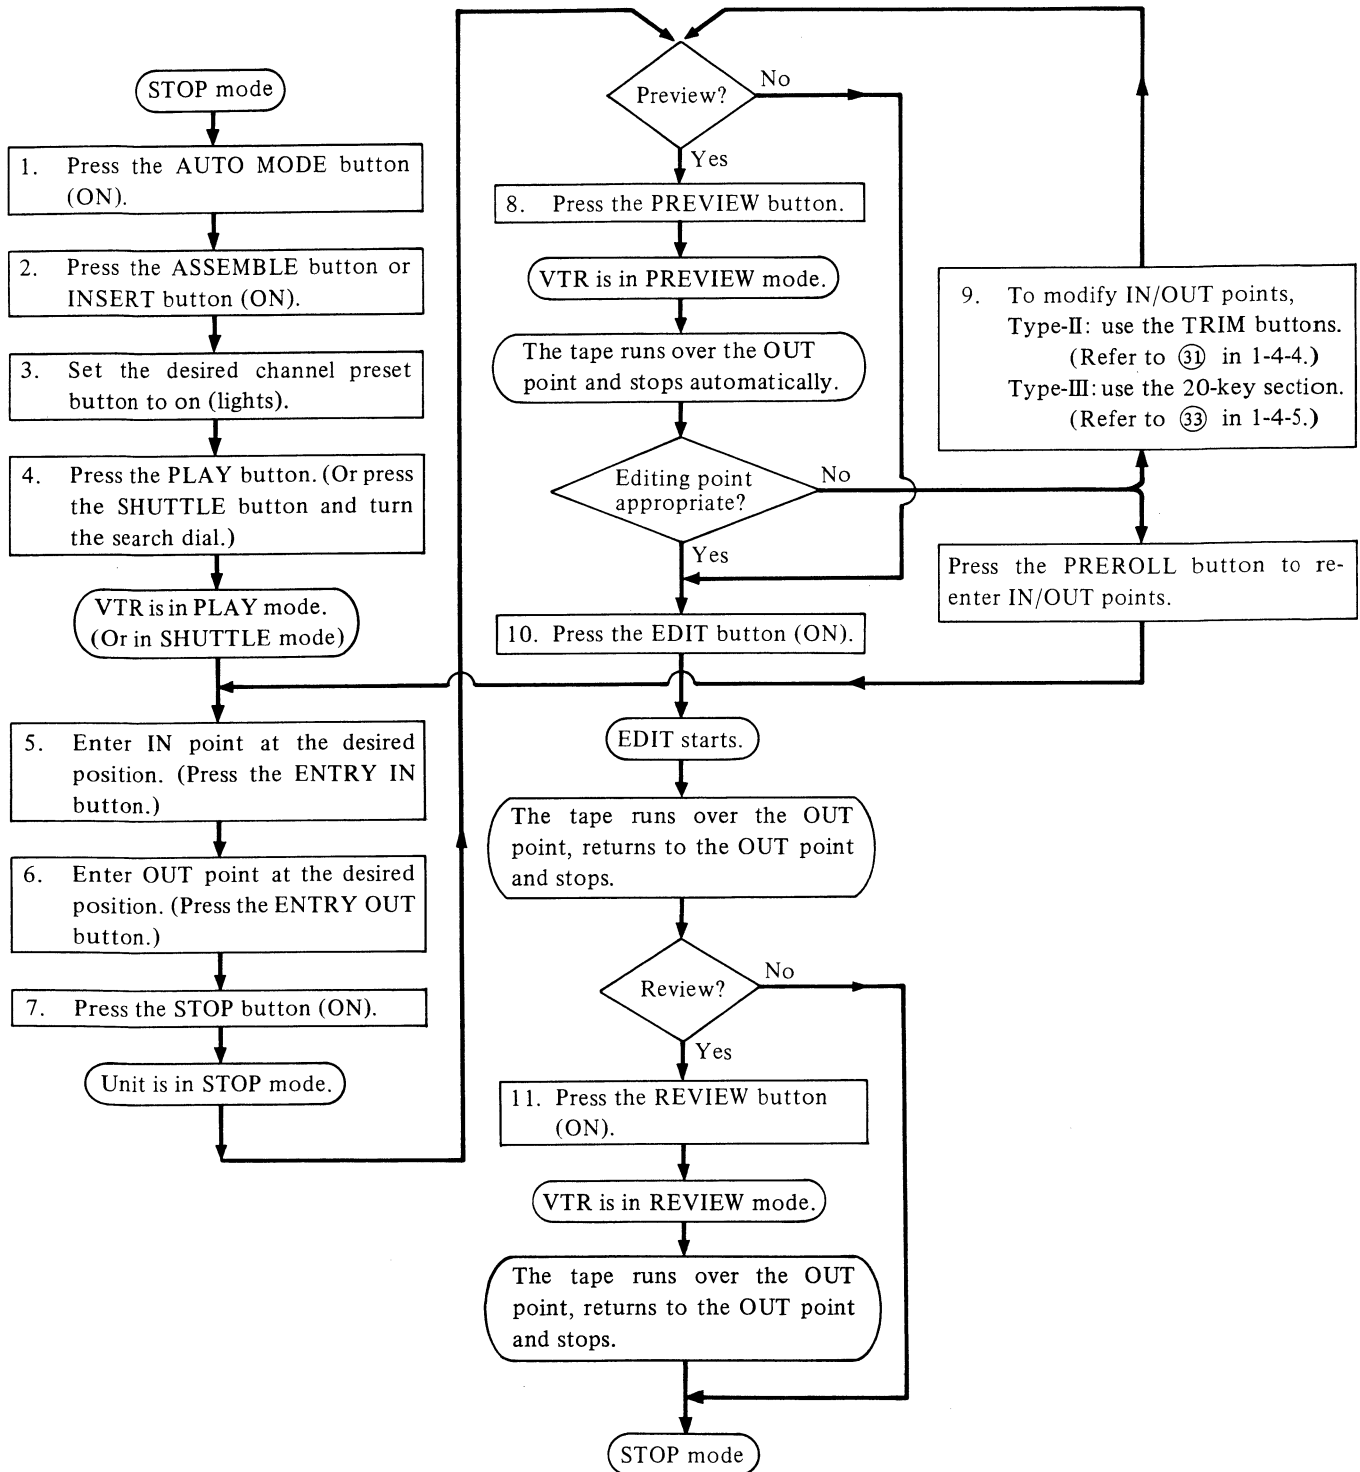 STOP mode
1. Press the AUTO MODE button
(ON).
2. Press the ASSEMBLE button or
INSERT button (ON).
3. Set the desired channel preset
button to on (lights).
4. Press the PLAY button. (Or press
the SHUTTLE button and turn
the search dial.)
VTR is in PLAY mode.
(Or in SHUTTLE mode)
5. Enter IN point at the desired
position. (Press the ENTRY IN
button.)
6. Enter OUT point at the desired
position. (Press the ENTRY OUT
button.)
7. Press the STOP button (ON).
Unit is in STOP mode.
Preview?
No
Yes
8. Press the PREVIEW button.
VTR is in PREVIEW mode.
The tape runs over the OUT
point and stops automatically.
Editing point
appropriate?
No
Yes
9. To modify IN/OUT points,
Type-II: use the TRIM buttons.
(Refer to ㉛ in 1-4-4.)
Type-III: use the 20-key section.
(Refer to ㉝ in 1-4-5.)
Press the PREROLL button to re-
enter IN/OUT points.
10. Press the EDIT button (ON).
EDIT starts.
The tape runs over the OUT
point, returns to the OUT point
and stops.
Review?
No
Yes
11. Press the REVIEW button
(ON).
VTR is in REVIEW mode.
The tape runs over the OUT
point, returns to the OUT point
and stops.
STOP mode